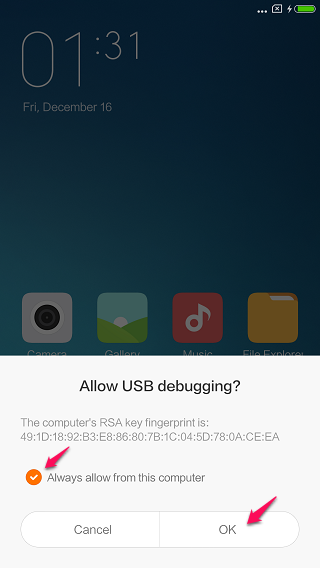 01:31
Fri, December 16
Camera Gallery Music File Explorer
Allow USB debugging?
The computer's RSA key fingerprint is:
49:1D:18:92:B3:E8:86:80:7B:1C:04:5D:78:0A:CE:EA
Always allow from this computer
Cancel OK